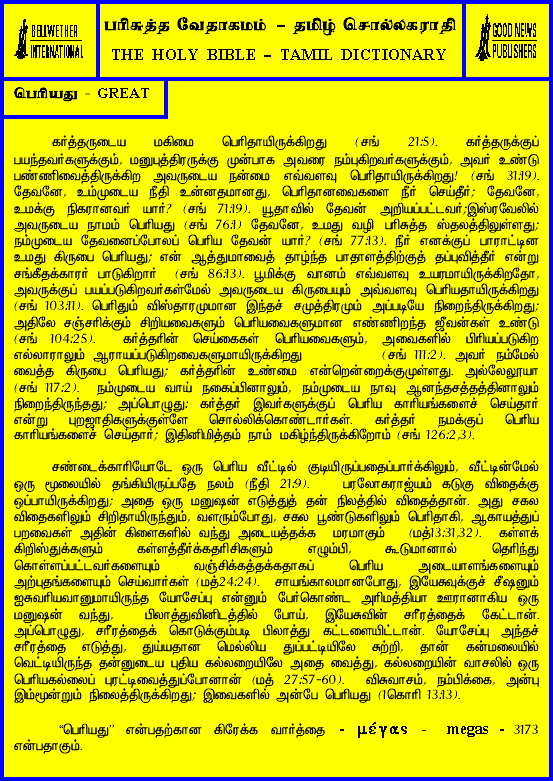 BELLWETHER
INTERNATIONAL
பரிசுத்த வேதாகமம் – தமிழ் சொல்லகராதி
THE HOLY BIBLE – TAMIL DICTIONARY
GOOD NEWS
PUBLISHERS
பெரியது - GREAT
கர்த்தருடைய மகிமை பெரிதாயிருக்கிறது (சங் 21:5). கர்த்தருக்குப்
பயந்தவர்களுக்கும், மனுபுத்திரருக்கு முன்பாக அவரை நம்புகிறவர்களுக்கும், அவர் உண்டு
பண்ணிவைத்திருக்கிற அவருடைய நன்மை எவ்வளவு பெரிதாயிருக்கிறது! (சங் 31:19).
தேவனே, உம்முடைய நீதி உன்னதமானது, பெரிதானவைகளை நீர் செய்தீர்; தேவனே,
உமக்கு நிகரானவர் யார்? (சங் 71:19). யூதாவில் தேவன் அறியப்பட்டவர்;இஸ்ரவேலில்
அவருடைய நாமம் பெரியது (சங் 76:1) தேவனே, உமது வழி பரிசுத்த ஸ்தலத்திலுள்ளது;
நம்முடைய தேவனைப்போலப் பெரிய தேவன் யார்? (சங் 77:13). நீர் எனக்குப் பாராட்டின
உமது கிருபை பெரியது; என் ஆத்துமாவைத் தாழ்ந்த பாதாளத்திற்குத் தப்புவித்தீர் என்று
சங்கீதக்காரர் பாடுகிறார் (சங் 86:13). பூமிக்கு வானம் எவ்வளவு உயரமாயிருக்கிறதோ,
அவருக்குப் பயப்படுகிறவர்கள்மேல் அவருடைய கிருபையும் அவ்வளவு பெரியதாயிருக்கிறது
(சங் 103:11). பெரிதும் விஸ்தாரமுமான இந்தச் சமுத்திரமும் அப்படியே நிறைந்திருக்கிறது;
அதிலே சஞ்சரிக்கும் சிறியவைகளும் பெரியவைகளுமான எண்ணிறந்த ஜீவன்கள் உண்டு
(சங் 104:25). கர்த்தரின் செய்கைகள் பெரியவைகளும், அவைகளில் பிரியப்படுகிற
எல்லாராலும் ஆராயப்படுகிறவைகளுமாயிருக்கிறது (சங் 111:2). அவர் நம்மேல்
வைத்த கிருபை பெரியது; கர்த்தரின் உண்மை என்றென்றைக்குமுள்ளது. அல்லேலூயா
(சங் 117:2). நம்முடைய வாய் நகைப்பினாலும், நம்முடைய நாவு ஆனந்தசத்தத்தினாலும்
நிறைந்திருந்தது; அப்பொழுது: கர்த்தர் இவர்களுக்குப் பெரிய காரியங்களைச் செய்தார்
என்று புறஜாதிகளுக்குள்ளே சொல்லிக்கொண்டார்கள். கர்த்தர் நமக்குப் பெரிய
காரியங்களைச் செய்தார்; இதினிமித்தம் நாம் மகிழ்ந்திருக்கிறோம் (சங் 126:2,3).
சண்டைக்காரியோடே ஒரு பெரிய வீட்டில் குடியிருப்பதைப்பார்க்கிலும், வீட்டின்மேல்
ஒரு மூலையில் தங்கியிருப்பதே நலம் (நீதி 21:9). பரலோகராஜ்யம் கடுகு விதைக்கு
ஒப்பாயிருக்கிறது; அதை ஒரு மனுஷன் எடுத்துத் தன் நிலத்தில் விதைத்தான். அது சகல
விதைகளிலும் சிறிதாயிருந்தும், வளரும்போது, சகல பூண்டுகளிலும் பெரிதாகி, ஆகாயத்துப்
பறவைகள் அதின் கிளைகளில் வந்து அடையத்தக்க மரமாகும் (மத்13:31,32). கள்ளக்
கிறிஸ்துக்களும் கள்ளத்தீர்க்கதரிசிகளும் எழும்பி, கூடுமானால் தெரிந்து
கொள்ளப்பட்டவர்களையும் வஞ்சிக்கத்தக்கதாகப் பெரிய அடையாளங்களையும்
அற்புதங்களையும் செய்வார்கள் (மத்24:24). சாயங்காலமானபோது, இயேசுவுக்குச் சீஷனும்
ஐசுவரியவானுமாயிருந்த யோசேப்பு என்னும் பேர்கொண்ட அரிமத்தியா ஊரானாகிய ஒரு
மனுஷன் வந்து, பிலாத்துவினிடத்தில் போய், இயேசுவின் சரீரத்தைக் கேட்டான்.
அப்பொழுது, சரீரத்தைக் கொடுக்கும்படி பிலாத்து கட்டளையிட்டான். யோசேப்பு அந்தச்
சரீரத்தை எடுத்து, துய்யதான மெல்லிய துப்பட்டியிலே சுற்றி, தான் கன்மலையில்
வெட்டியிருந்த தன்னுடைய புதிய கல்லறையிலே அதை வைத்து, கல்லறையின் வாசலில் ஒரு
பெரியகல்லைப் புரட்டிவைத்துப்போனான் (மத் 27:57-60). விசுவாசம், நம்பிக்கை, அன்பு
இம்மூன்றும் நிலைத்திருக்கிறது; இவைகளில் அன்பே பெரியது (1கொரி 13:13).
“பெரியது” என்பதற்கான கிரேக்க வார்த்தை - μέγας - megas - 3173
என்பதாகும்.